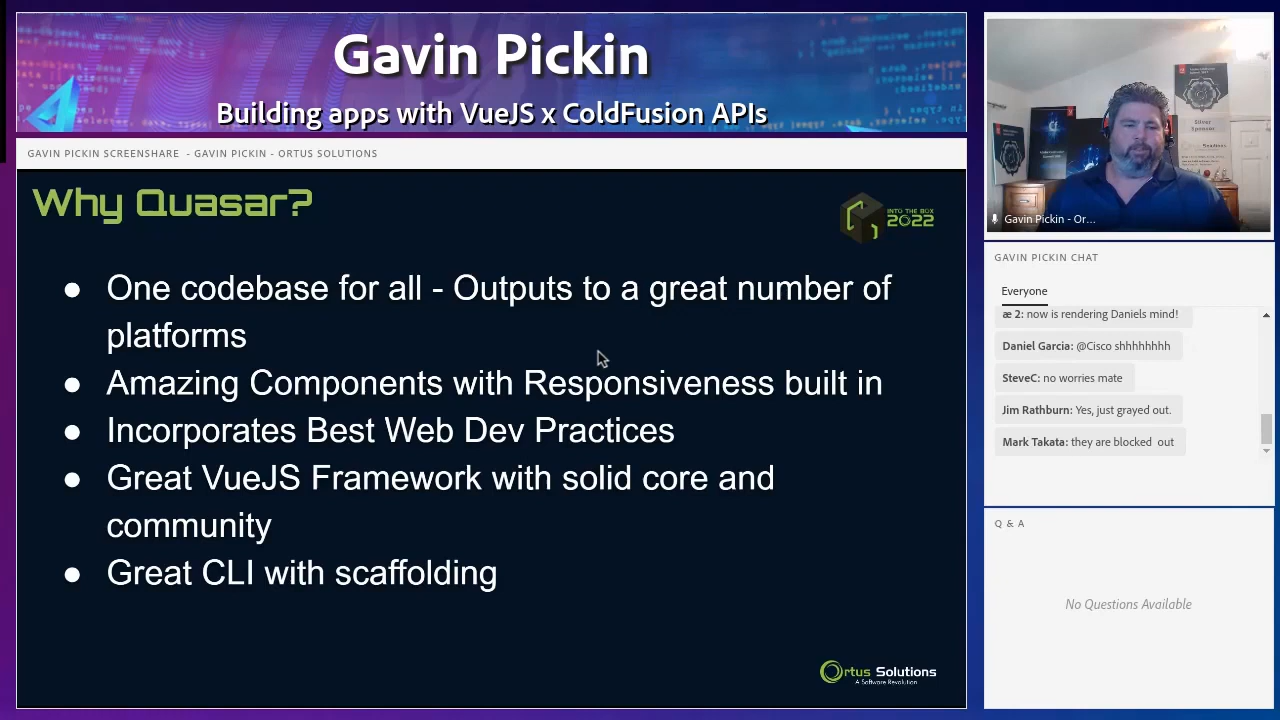 Gavin Pickin
Building apps with VueJS x ColdFusion APIs
GAVIN PICKIN SCREENSHARE - GAVIN PICKIN - ORTUS SOLUTIONS
Why Quasar?
INTO THE BOX
2022
● One codebase for all - Outputs to a great number of
platforms
● Amazing Components with Responsiveness built in
● Incorporates Best Web Dev Practices
● Great VueJS Framework with solid core and
community
● Great CLI with scaffolding
Ortus Solutions
A Software Revolution
Silver
Sponsor
Gavin Pickin - Or...
GAVIN PICKIN CHAT
Everyone
æ 2: now is rendering Daniels mind!
Daniel Garcia: @Cisco shhhhhhhh
SteveC: no worries mate
Jim Rathburn: Yes, just grayed out.
Mark Takata: they are blocked out
Q & A
No Questions Available